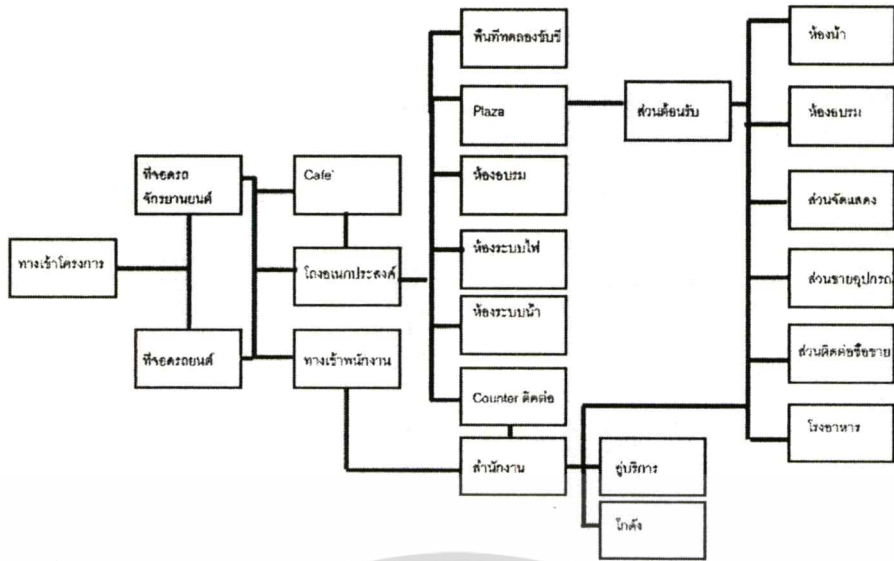 ทางเข้าโครงการ
ที่จอดรถ
จักรยานยนต์
ที่จอดรถยนต์
Cafe'
โถงอเนกประสงค์
ทางเข้าพนักงาน
พื้นที่ทดลองขับขี่
Plaza
ห้องอบรม
ห้องระบบไฟ
ห้องระบบน้ำ
Counter ติดต่อ
สำนักงาน
ส่วนต้อนรับ
อู่บริการ
โกดัง
ห้องน้ำ
ห้องอบรม
ส่วนจัดแสดง
ส่วนขายอุปกรณ์
ส่วนติดต่อซื้อขาย
โรงอาหาร